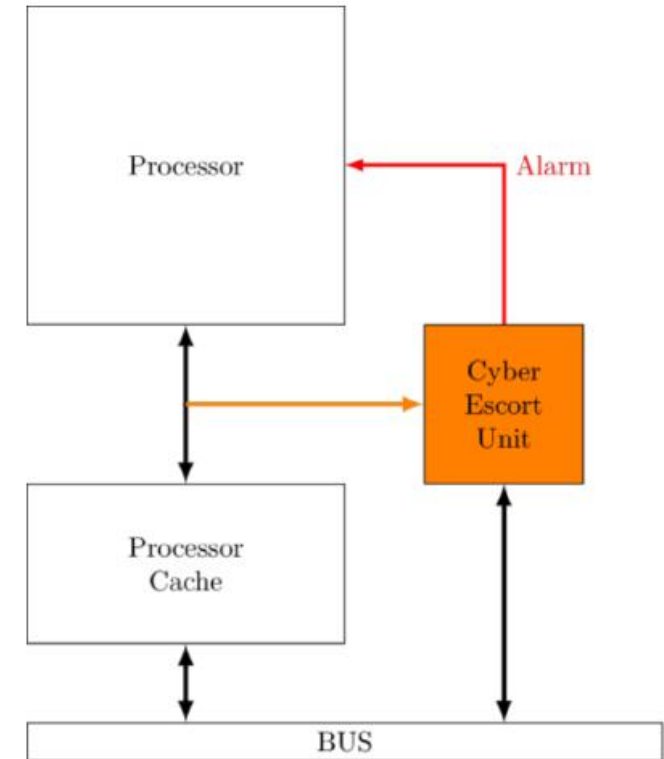 Processor
Alarm
Cyber
Escort
Unit
Processor
Cache
BUS